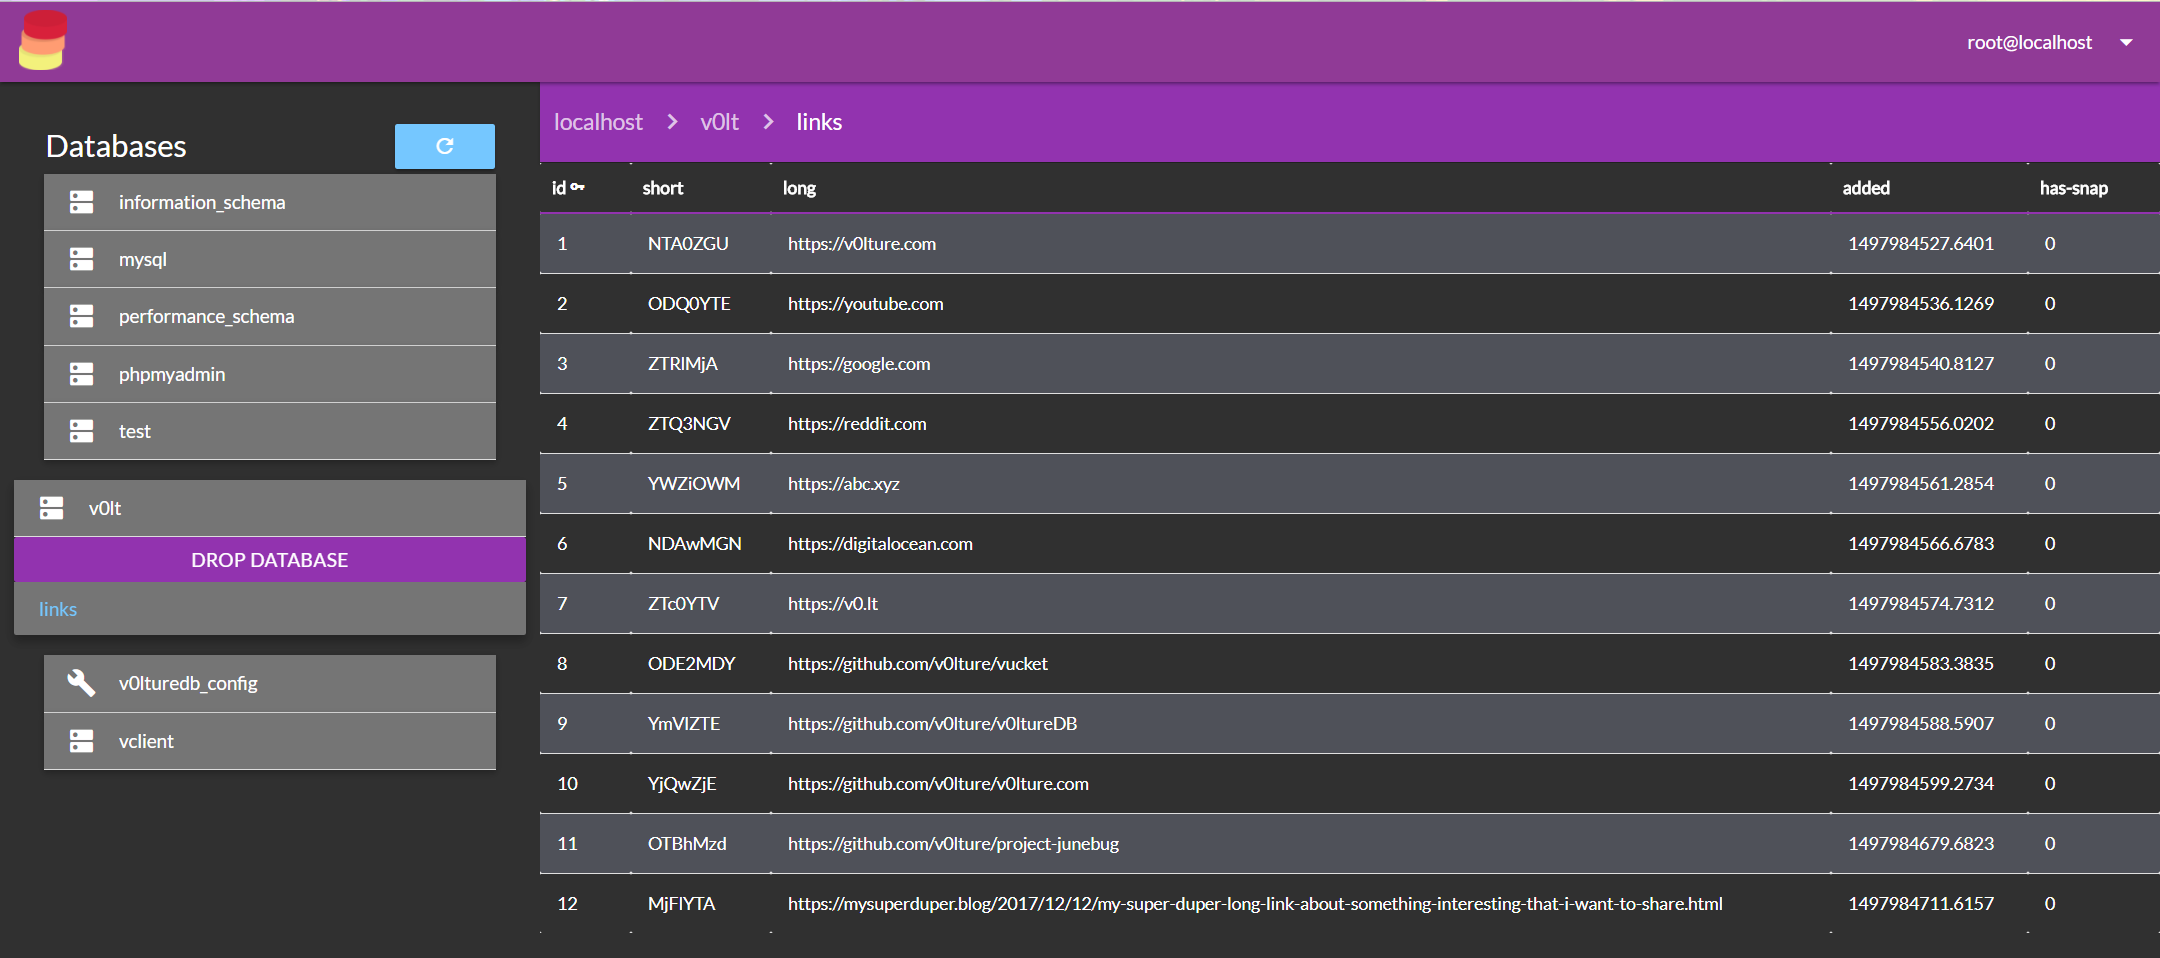 root@localhost
Databases
information_schema
mysql
performance_schema
phpmyadmin
test
v0lt
DROP DATABASE
links
v0lturedb_config
vclient
localhost > v0lt > links
id short long added has-snap
1 NTA0ZGU https://v0lture.com 1497984527.6401 0
2 ODQ0YTE https://youtube.com 1497984536.1269 0
3 ZTRlMjA https://google.com 1497984540.8127 0
4 ZTQ3NGV https://reddit.com 1497984556.0202 0
5 YWZiOWM https://abc.xyz 1497984561.2854 0
6 NDAwMGN https://digitalocean.com 1497984566.6783 0
7 ZTc0YTV https://v0.lt 1497984574.7312 0
8 ODE2MDY https://github.com/v0lture/vucket 1497984583.3835 0
9 YmVlZTE https://github.com/v0lture/v0ltureDB 1497984588.5907 0
10 YjQwZjE https://github.com/v0lture/v0lture.com 1497984599.2734 0
11 OTBhMzd https://github.com/v0lture/project-junebug 1497984679.6823 0
12 MjFlYTA https://mysuperduper.blog/2017/12/12/my-super-duper-long-link-about-something-interesting-that-i-want-to-share.html 1497984711.6157 0